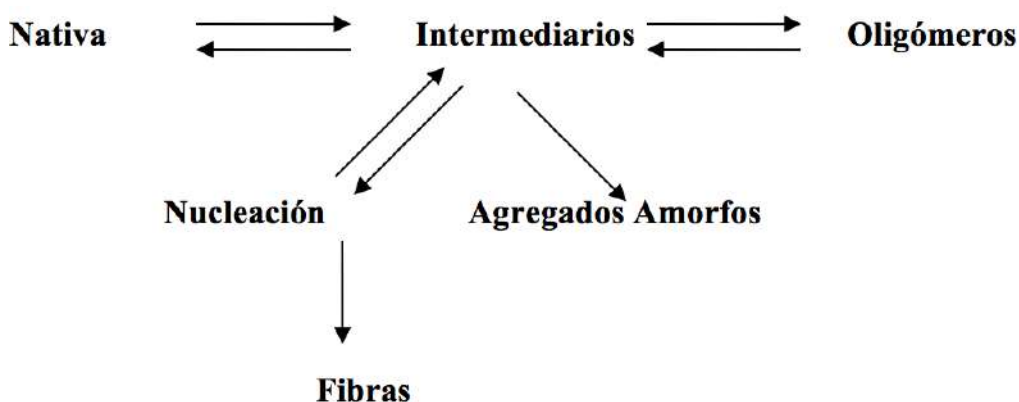 Nativa Intermediarios Oligómeros
Nucleación Agregados Amorfos
Fibras